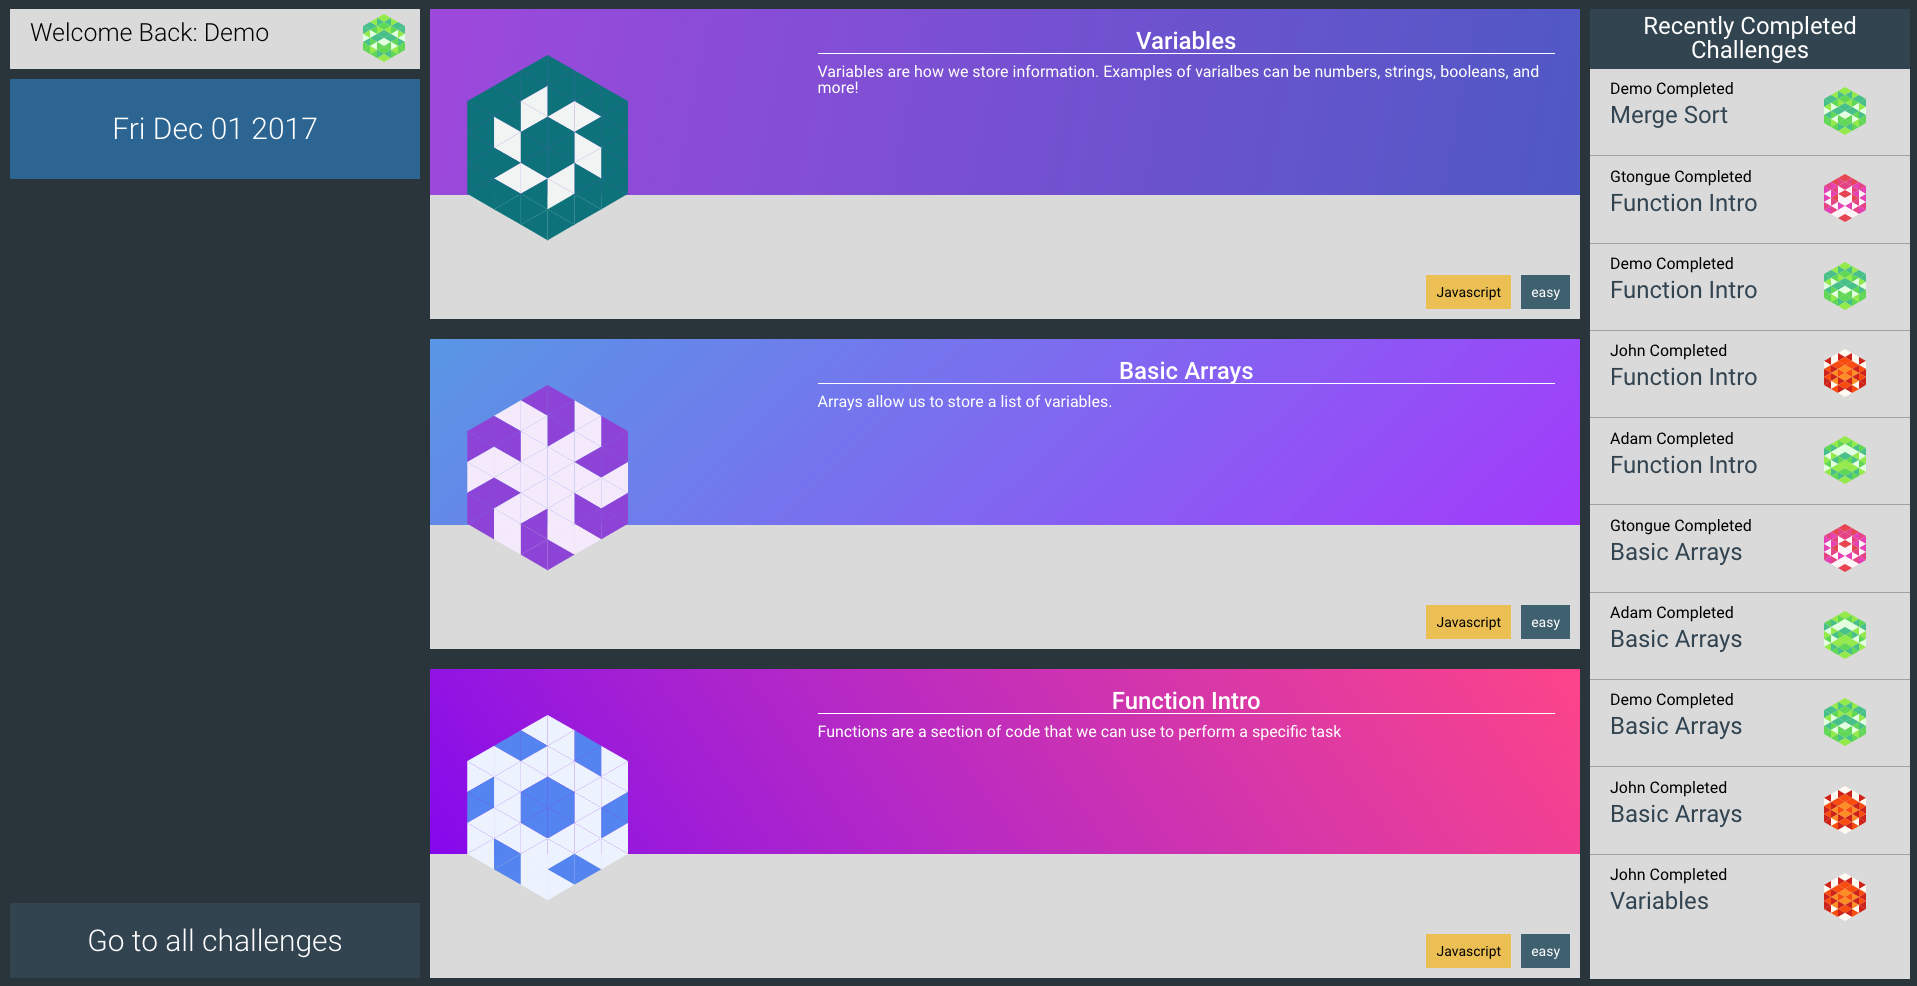 Welcome Back: Demo
Fri Dec 01 2017
Go to all challenges
Variables
Variables are how we store information. Examples of varialbes can be numbers, strings, booleans, and
more!
Javascript
easy
Basic Arrays
Arrays allow us to store a list of variables.
Javascript
easy
Function Intro
Functions are a section of code that we can use to perform a specific task
Javascript
easy
Recently Completed
Challenges
Demo Completed
Merge Sort
Gtongue Completed
Function Intro
Demo Completed
Function Intro
John Completed
Function Intro
Adam Completed
Function Intro
Gtongue Completed
Basic Arrays
Adam Completed
Basic Arrays
Demo Completed
Basic Arrays
John Completed
Basic Arrays
John Completed
Variables